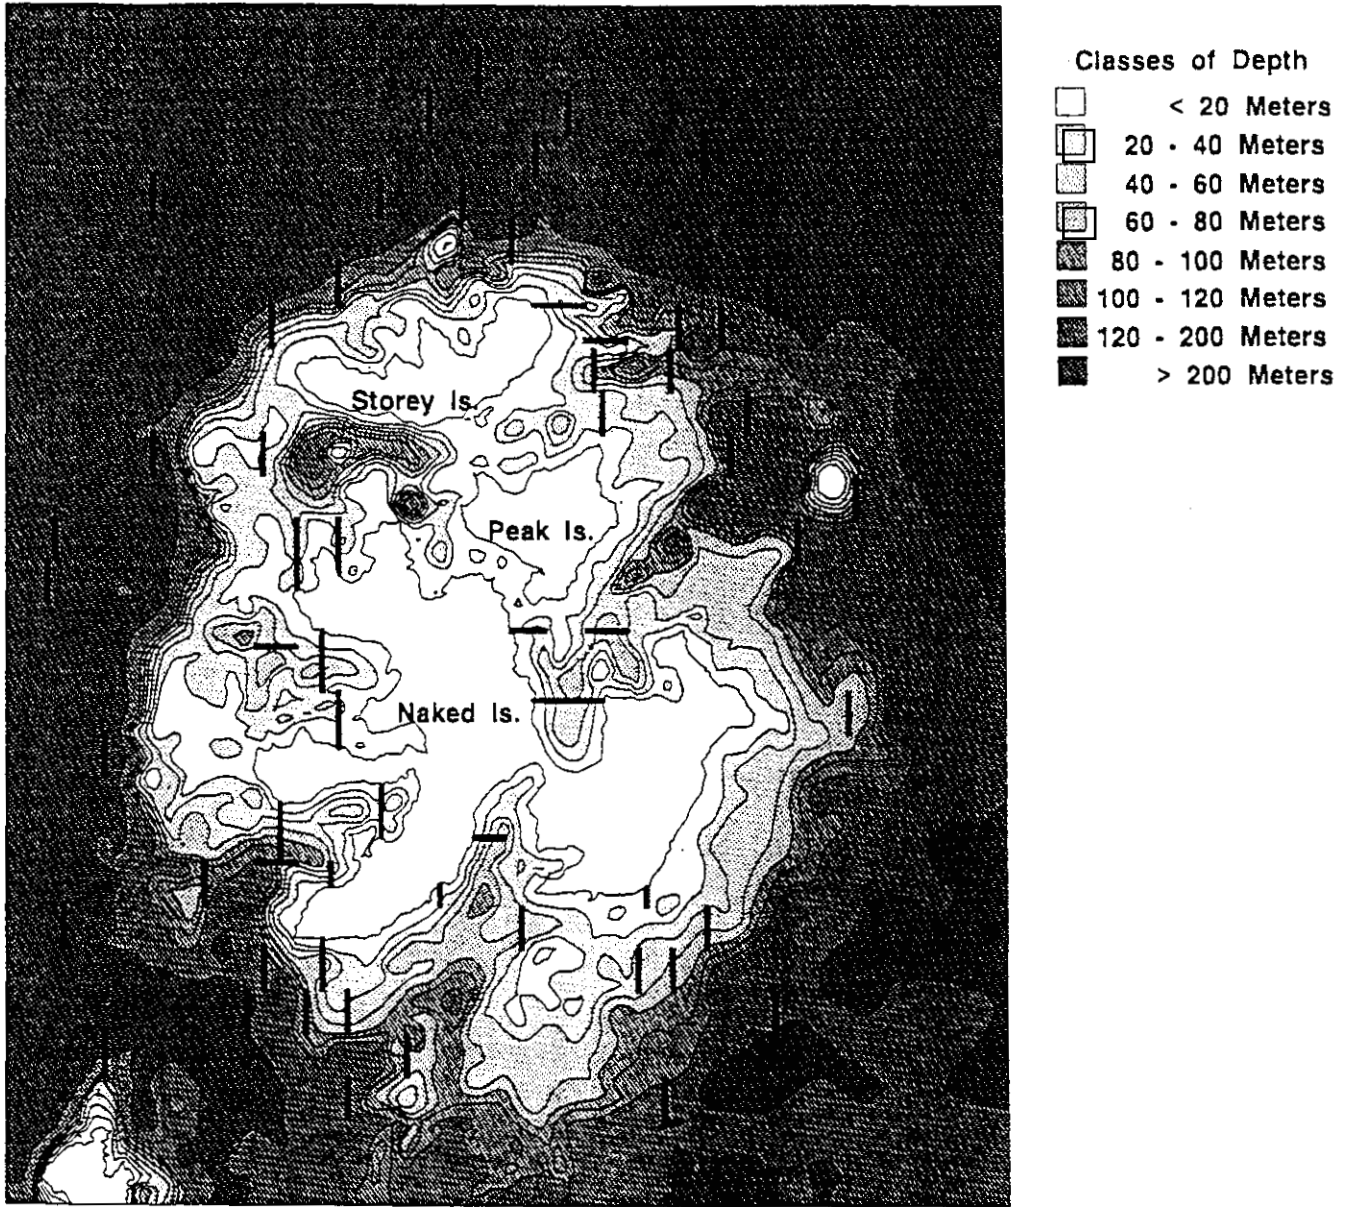 Classes of Depth
< 20 Meters
20 - 40 Meters
40 - 60 Meters
60 - 80 Meters
80 - 100 Meters
100 - 120 Meters
120 - 200 Meters
> 200 Meters
Storey Is.
Peak Is.
Naked Is.